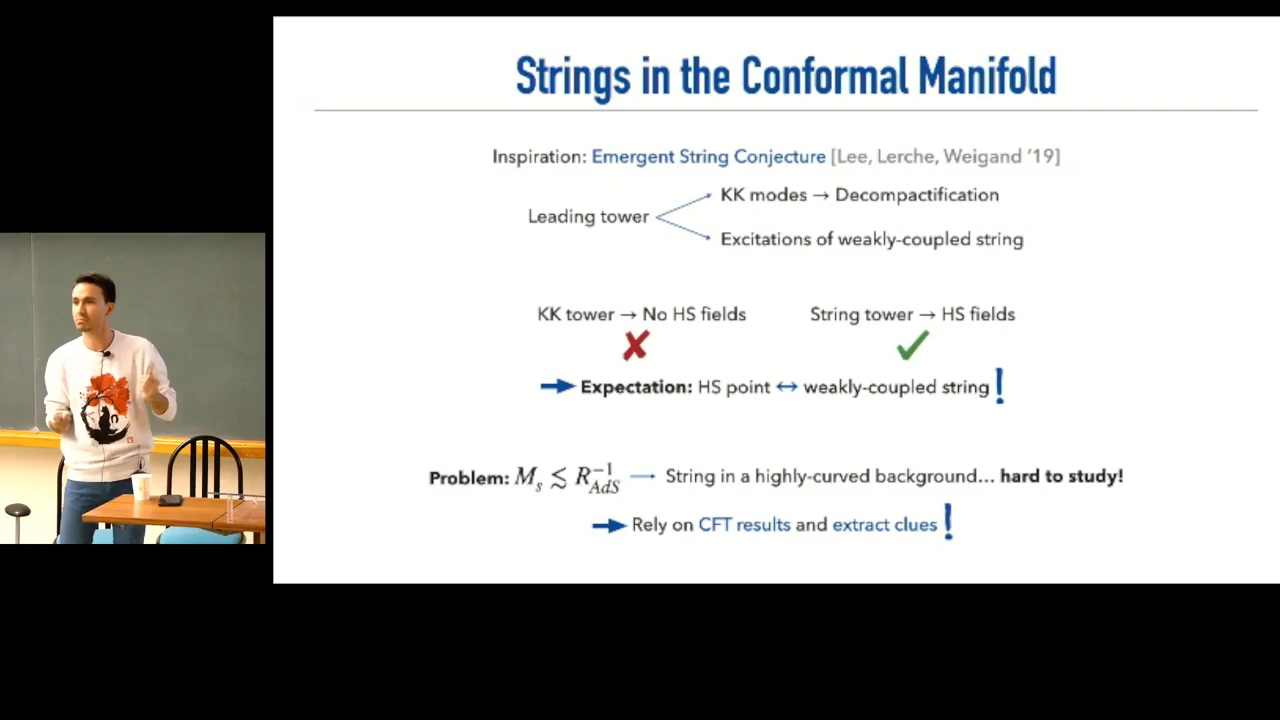 Strings in the Conformal Manifold
Inspiration: Emergent String Conjecture [Lee, Lerche, Weigand '19]
Leading tower
KK modes → Decompactification
Excitations of weakly-coupled string
KK tower → No HS fields
String tower → HS fields
✘
✓
➡ Expectation: HS point ↔ weakly-coupled string!
Problem: M_s ≲ R_{AdS}^{-1} → String in a highly-curved background... hard to study!
➡ Rely on CFT results and extract clues!